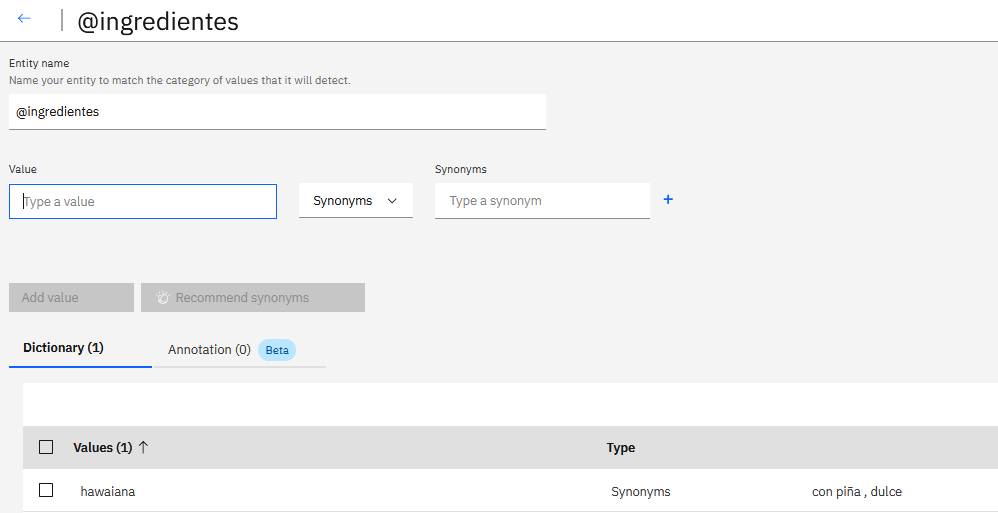 @ingredientes
Entity name
Name your entity to match the category of values that it will detect.
@ingredientes
Value
Synonyms
Type a value
Synonyms
Type a synonym
+
Add value
Recommend synonyms
Dictionary (1)
Annotation (0)
Beta
Values (1)
Type
hawaiana
Synonyms
con piña , dulce